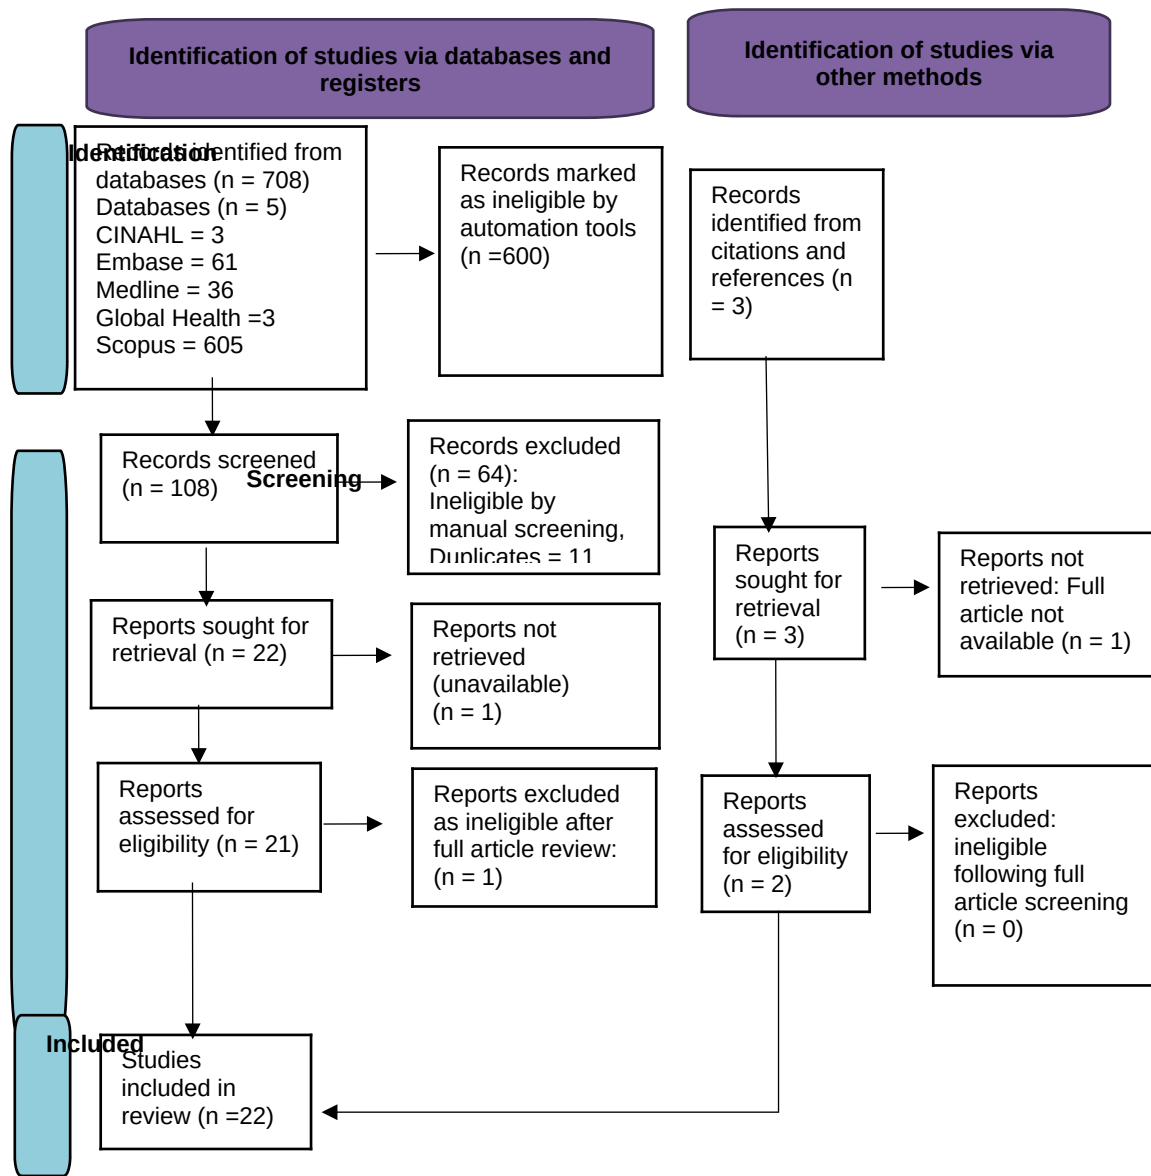 Identification of studies via databases and
registers
Identification of studies via
other methods
Identification
Records identified from
databases (n = 708)
Databases (n = 5)
CINAHL = 3
Embase = 61
Medline = 36
Global Health =3
Scopus = 605
Records marked
as ineligible by
automation tools
(n =600)
Records
identified from
citations and
references (n
= 3)
Screening
Records screened
(n = 108)
Records excluded
(n = 64):
Ineligible by
manual screening,
Duplicates = 11
Reports sought for
retrieval (n = 22)
Reports not
retrieved
(unavailable)
(n = 1)
Reports
sought for
retrieval
(n = 3)
Reports not
retrieved: Full
article not
available (n = 1)
Reports
assessed for
eligibility (n = 21)
Reports excluded
as ineligible after
full article review:
(n = 1)
Reports
assessed
for eligibility
(n = 2)
Reports
excluded:
ineligible
following full
article screening
(n = 0)
Included
Studies
included in
review (n =22)